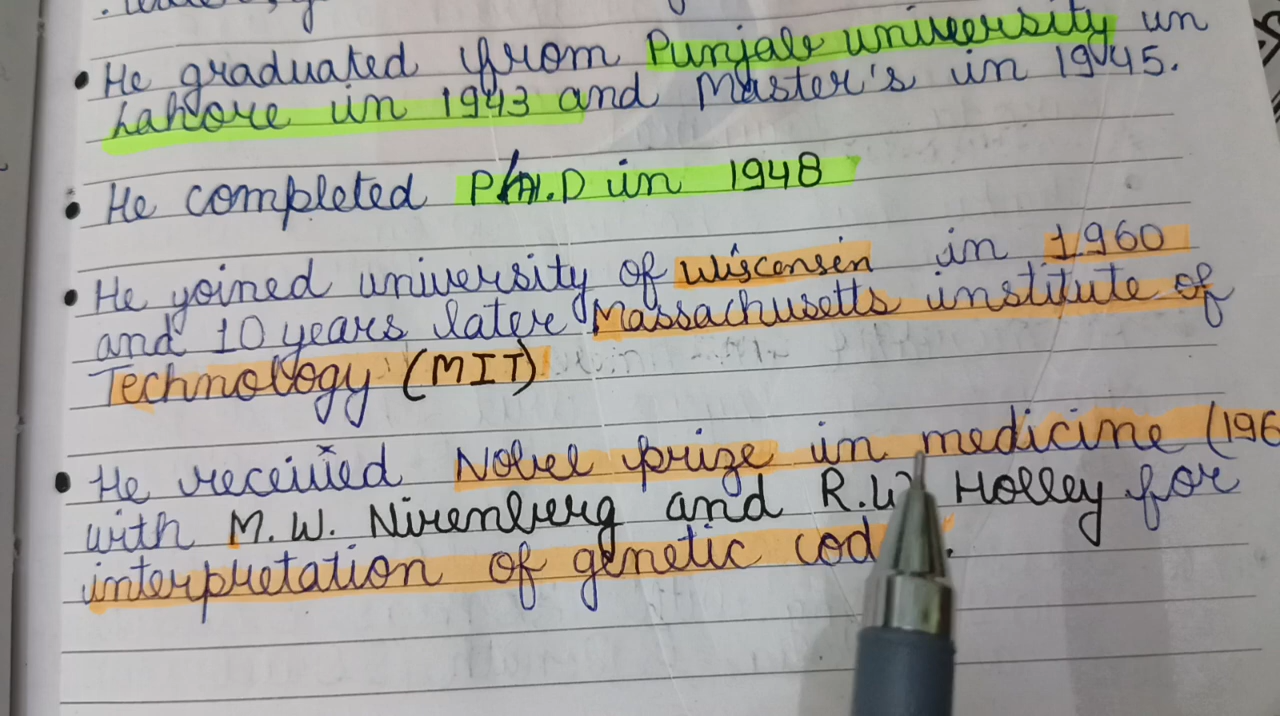 • He graduated from Punjab university in
Lahore in 1943 and Master's in 1945.
• He completed Ph.D in 1948
• He joined university of Wisconsin in 1960
and 10 years later Massachusetts institute of
Technology (MIT)
• He received Nobel prize in medicine (196
with M.W. Nirenberg and R.W Holley for
interpretation of genetic cod